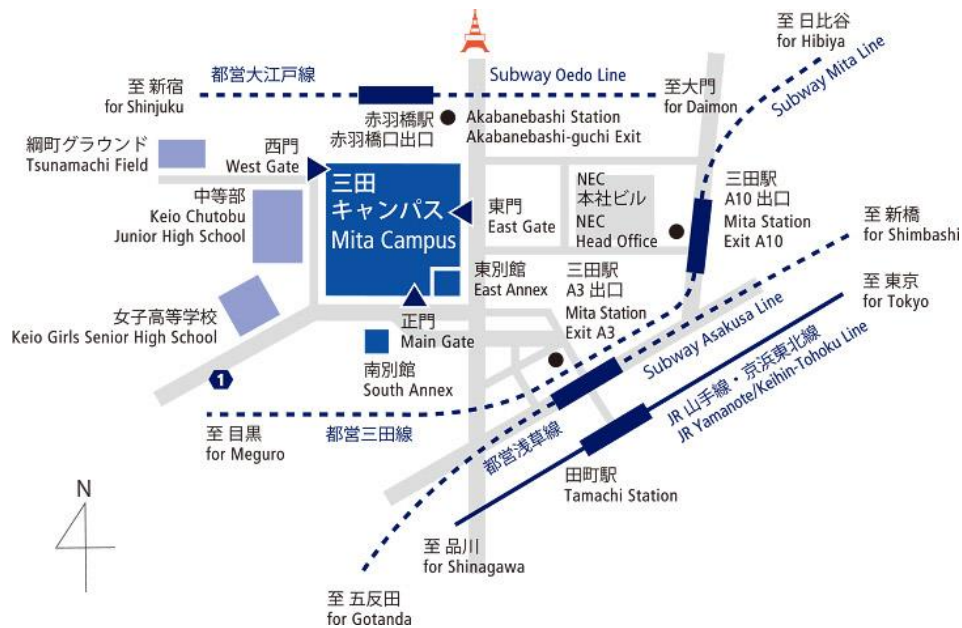 至 日比谷
for Hibiya
都営大江戸線
Subway Oedo Line
至 新宿
for Shinjuku
至大門
for Daimon
Subway Mita Line
赤羽橋駅
赤羽橋口出口
Akabanebashi Station
Akabanebashi-guchi Exit
綱町グラウンド
Tsunamachi Field
西門
West Gate
三田
キャンパス
Mita Campus
中等部
Keio Chutobu
Junior High School
東門
East Gate
NEC
本社ビル
NEC
Head Office
三田駅
A10 出口
Mita Station
Exit A10
至 新橋
for Shimbashi
東別館
East Annex
三田駅
A3 出口
Mita Station
Exit A3
至 東京
for Tokyo
女子高等学校
Keio Girls Senior High School
正門
Main Gate
南別館
South Annex
Subway Asakusa Line
JR 山手線・京浜東北線
JR Yamanote/Keihin-Tohoku Line
1
至 目黒
for Meguro
都営三田線
都営浅草線
田町駅
Tamachi Station
N
至 品川
for Shinagawa
至 五反田
for Gotanda